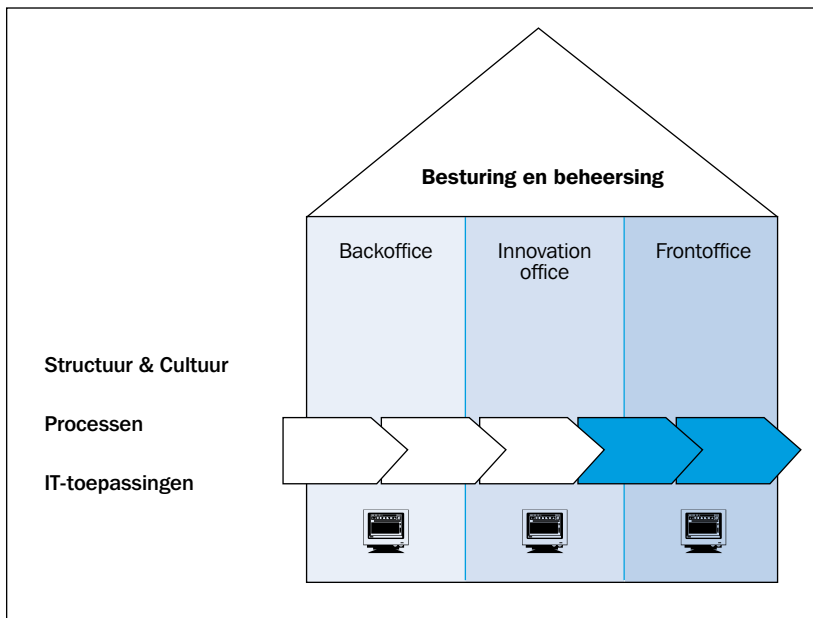 Besturing en beheersing
Backoffice
Innovation
office
Frontoffice
Structuur & Cultuur
Processen
IT-toepassingen